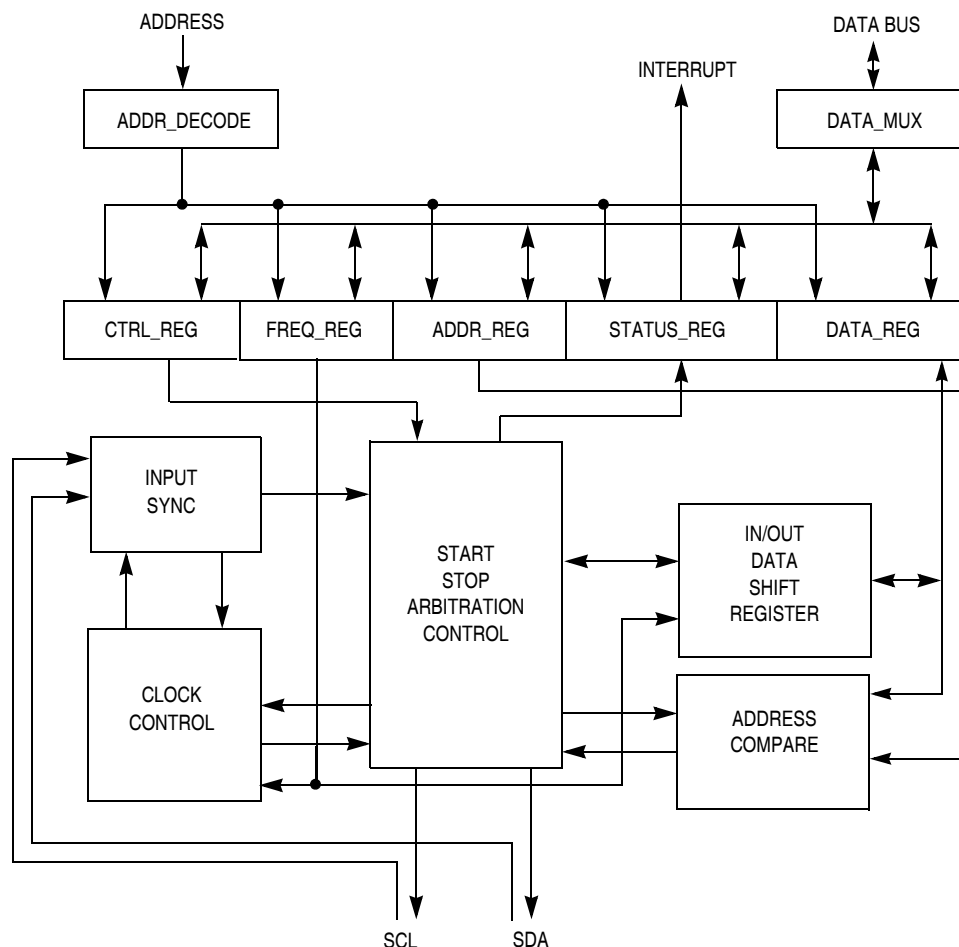 ADDRESS
DATA BUS
INTERRUPT
ADDR_DECODE
DATA_MUX
CTRL_REG
FREQ_REG
ADDR_REG
STATUS_REG
DATA_REG
INPUT
SYNC
START
STOP
ARBITRATION
CONTROL
IN/OUT
DATA
SHIFT
REGISTER
CLOCK
CONTROL
ADDRESS
COMPARE
SCL
SDA